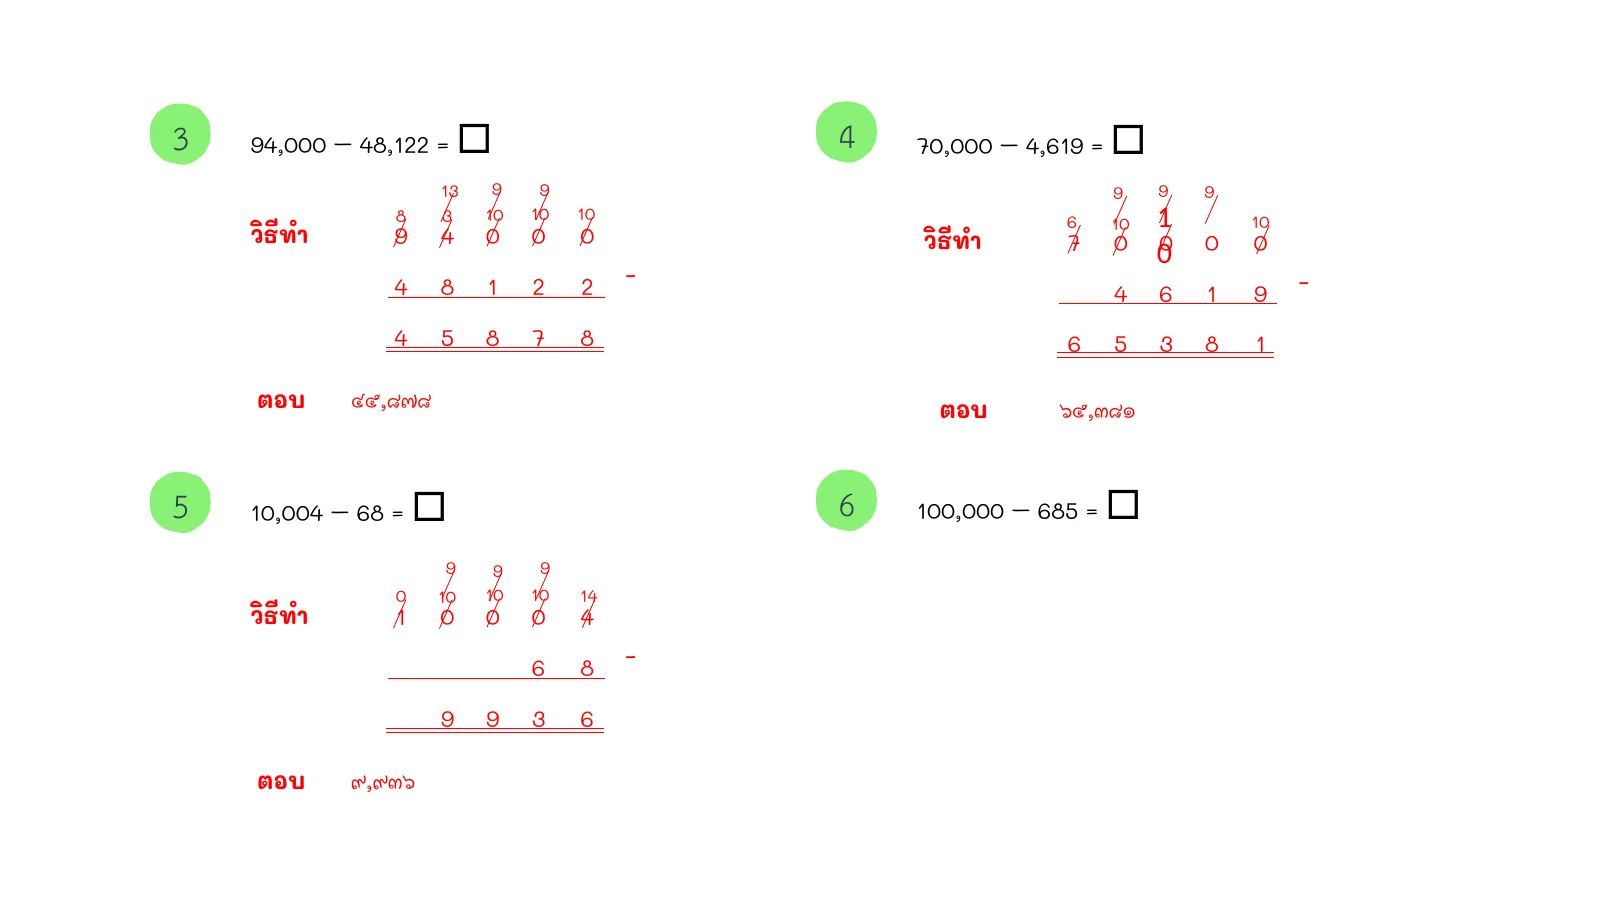 3
94,000 − 48,122 = □
13 9 9
8 3 10 10 10
วิธีทำ 9 4 0 0 0
4 8 1 2 2 -
4 5 8 7 8
ตอบ ๔๕,๘๗๘
4
70,000 − 4,619 = □
9 9 9
6 10 10 10
วิธีทำ 7 0 0 0 0
4 6 1 9 -
6 5 3 8 1
ตอบ ๖๕,๓๘๑
5
10,004 − 68 = □
9 9 9
0 10 10 10 14
วิธีทำ 1 0 0 0 4
6 8 -
9 9 3 6
ตอบ ๙,๙๓๖
6
100,000 − 685 = □